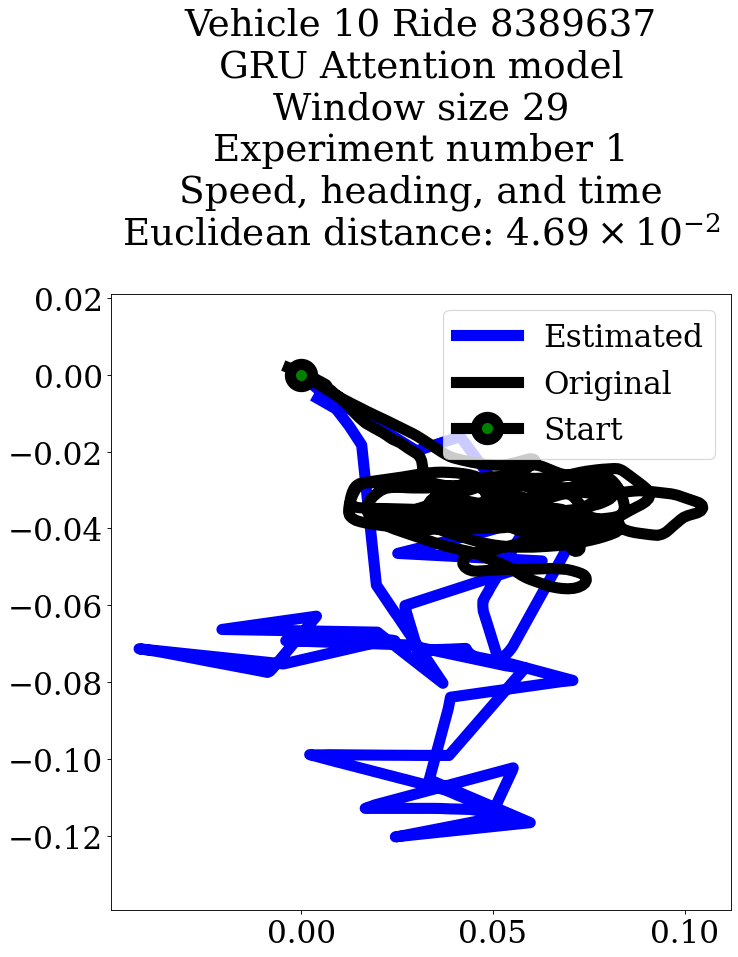 Vehicle 10 Ride 8389637
GRU Attention model
Window size 29
Experiment number 1
Speed, heading, and time
Euclidean distance: 4.69 × 10⁻²
0.02
0.00
−0.02
−0.04
−0.06
−0.08
−0.10
−0.12
Estimated
Original
Start
0.00 0.05 0.10